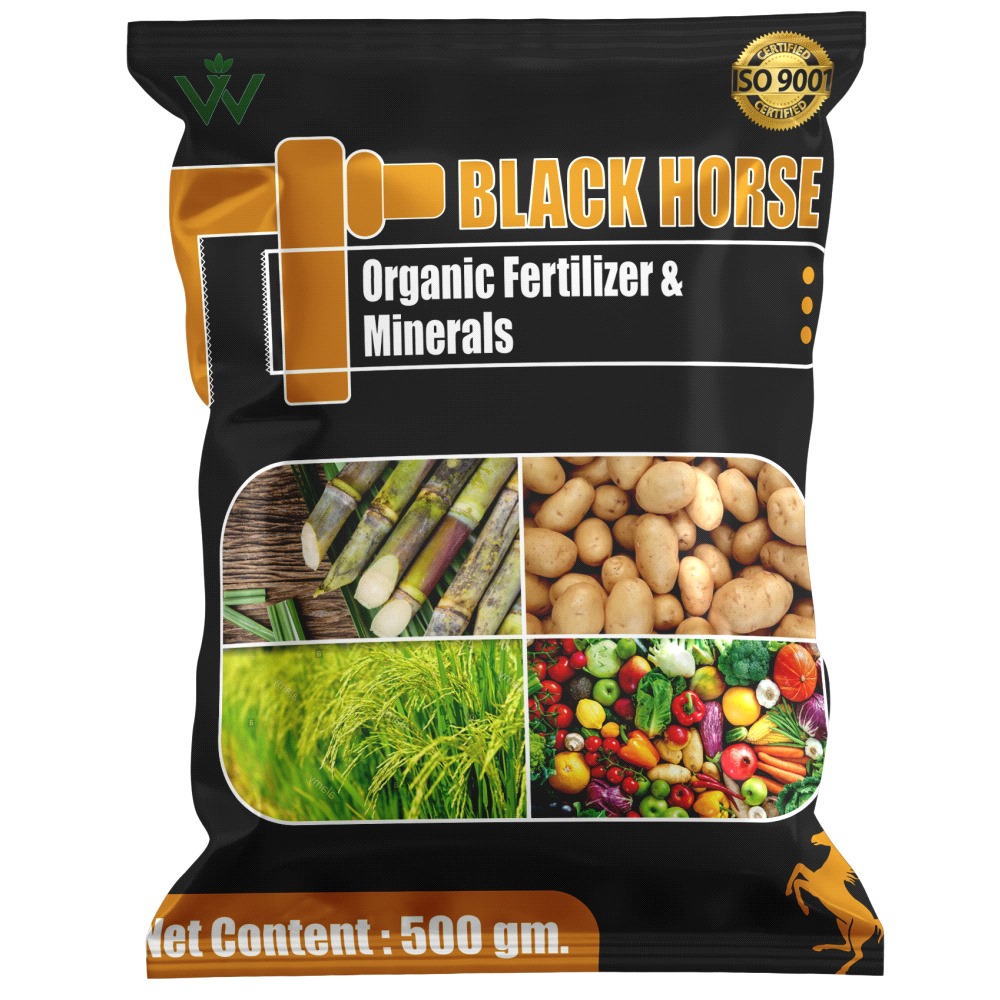 CERTIFIED
ISO 9001
CERTIFIED
BLACK HORSE
Organic Fertilizer &
Minerals
Net Content : 500 gm.